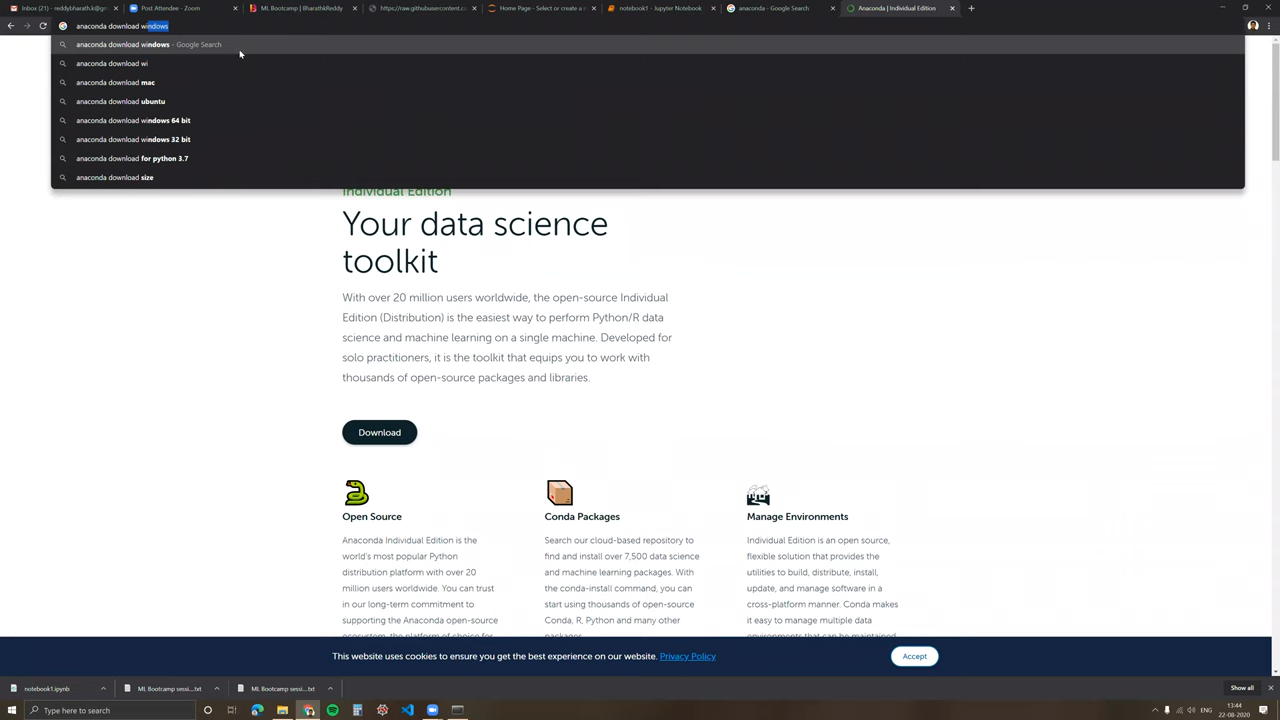 Inbox (21) - reddybharath.k@gm
Post Attendee - Zoom
ML Bootcamp | BharathkReddy
https://raw.githubusercontent.c
Home Page - Select or create a n
notebook1 - Jupyter Notebook
anaconda - Google Search
Anaconda | Individual Edition
anaconda download windows
anaconda download windows - Google Search
anaconda download wi
anaconda download mac
anaconda download ubuntu
anaconda download windows 64 bit
anaconda download windows 32 bit
anaconda download for python 3.7
anaconda download size
Individual Edition
Your data science
toolkit
With over 20 million users worldwide, the open-source Individual
Edition (Distribution) is the easiest way to perform Python/R data
science and machine learning on a single machine. Developed for
solo practitioners, it is the toolkit that equips you to work with
thousands of open-source packages and libraries.
Download
Open Source
Anaconda Individual Edition is the
world's most popular Python
distribution platform with over 20
million users worldwide. You can trust
in our long-term commitment to
supporting the Anaconda open-source
ecosystem, the platform of choice for
Conda Packages
Search our cloud-based repository to
find and install over 7,500 data science
and machine learning packages. With
the conda-install command, you can
start using thousands of open-source
Conda, R, Python and many other
packages.
Manage Environments
Individual Edition is an open source,
flexible solution that provides the
utilities to build, distribute, install,
update, and manage software in a
cross-platform manner. Conda makes
it easy to manage multiple data
environments that can be maintained
This website uses cookies to ensure you get the best experience on our website. Privacy Policy
Accept
notebook1.ipynb
ML Bootcamp sessi....txt
ML Bootcamp sessi....txt
Show all
Type here to search
ENG
13:44
22-08-2020